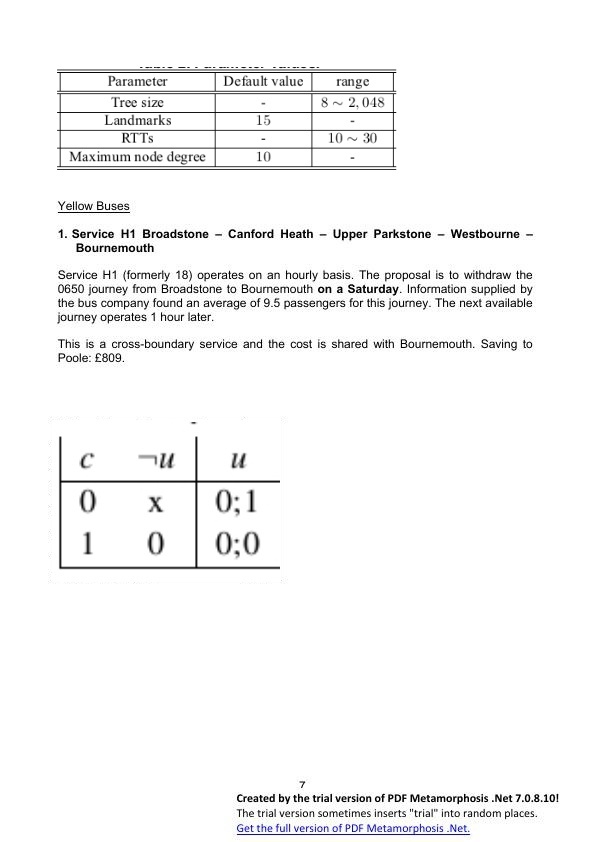 Parameter Default value range
Tree size - 8 ~ 2,048
Landmarks 15 -
RTTs - 10 ~ 30
Maximum node degree 10 -
Yellow Buses
1. Service H1 Broadstone – Canford Heath – Upper Parkstone – Westbourne –
Bournemouth
Service H1 (formerly 18) operates on an hourly basis. The proposal is to withdraw the
0650 journey from Broadstone to Bournemouth on a Saturday. Information supplied by
the bus company found an average of 9.5 passengers for this journey. The next available
journey operates 1 hour later.
This is a cross-boundary service and the cost is shared with Bournemouth. Saving to
Poole: £809.
c ¬u u
0 x 0;1
1 0 0;0
7
Created by the trial version of PDF Metamorphosis .Net 7.0.8.10!
The trial version sometimes inserts "trial" into random places.
Get the full version of PDF Metamorphosis .Net.